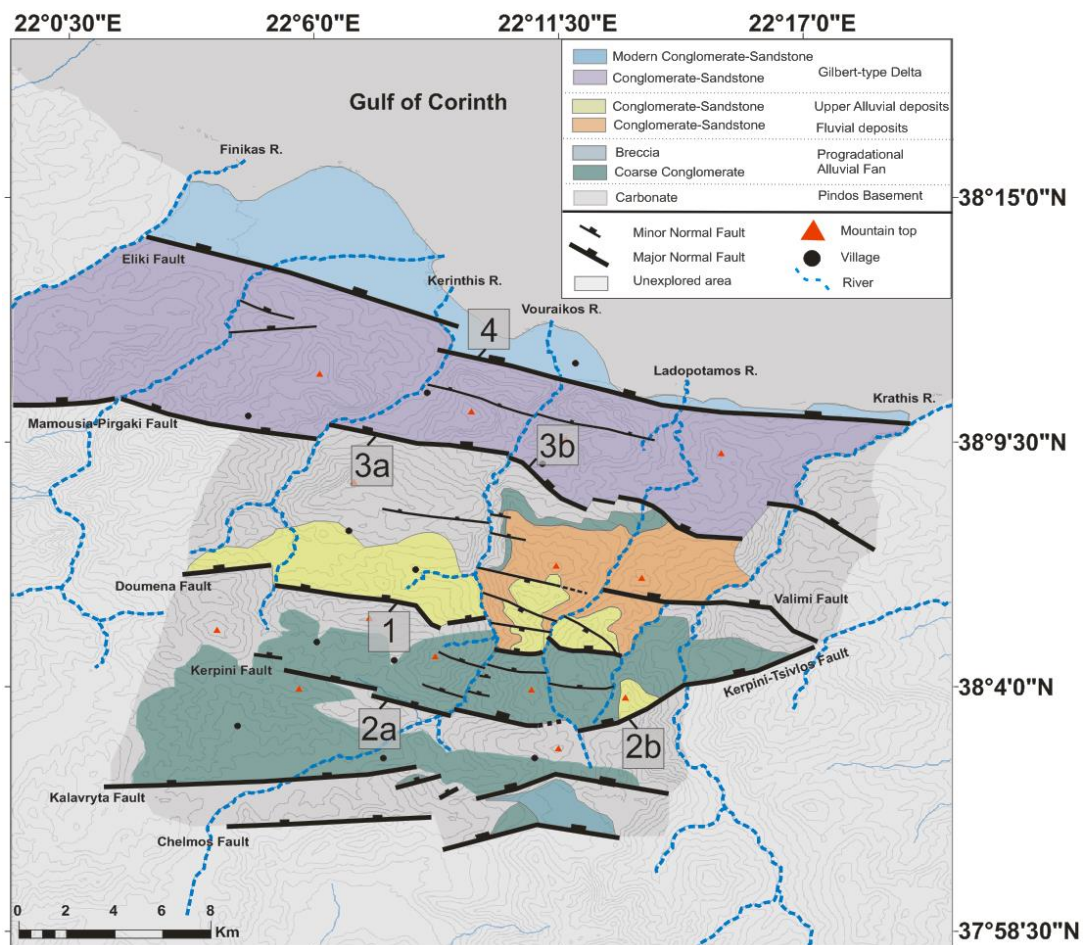 22°0'30"E 22°6'0"E 22°11'30"E 22°17'0"E
Modern Conglomerate-Sandstone
Conglomerate-Sandstone Gilbert-type Delta
Conglomerate-Sandstone Upper Alluvial deposits
Conglomerate-Sandstone Fluvial deposits
Breccia Progradational
Coarse Conglomerate Alluvial Fan
Carbonate Pindos Basement
Minor Normal Fault Mountain top
Major Normal Fault Village
Unexplored area River
Gulf of Corinth
Finikas R.
38°15'0"N
Eliki Fault
Kerinthis R.
Vouraikos R.
4
Ladopotamos R.
Krathis R.
Mamousia-Pirgaki Fault
38°9'30"N
3b
3a
Doumena Fault
Valimi Fault
1
Kerpini Fault
Kerpini-Tsivlos Fault
38°4'0"N
2a
2b
Kalavryta Fault
Chelmos Fault
0 2 4 6 8
Km
37°58'30"N